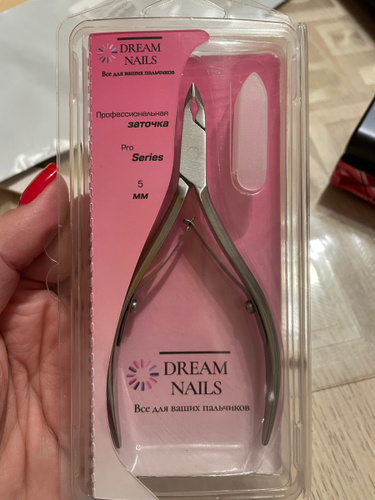 DREAM
NAILS
Все для ваших пальчиков
Профессиональная
заточка
Pro
Series
5
мм
DREAM
NAILS
Все для ваших пальчиков